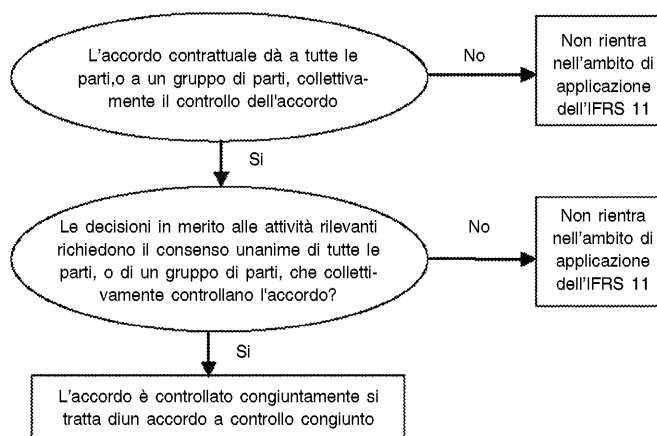 L'accordo contrattuale dà a tutte le
parti,o a un gruppo di parti, collettiva-
mente il controllo dell'accordo
No
Non rientra
nell'ambito di
applicazione
dell'IFRS 11
Si
Le decisioni in merito alle attività rilevanti
richiedono il consenso unanime di tutte le
parti, o di un gruppo di parti, che colletti-
vamente controllano l'accordo?
No
Non rientra
nell'ambito di
applicazione
dell'IFRS 11
Si
L'accordo è controllato congiuntamente si
tratta diun accordo a controllo congiunto